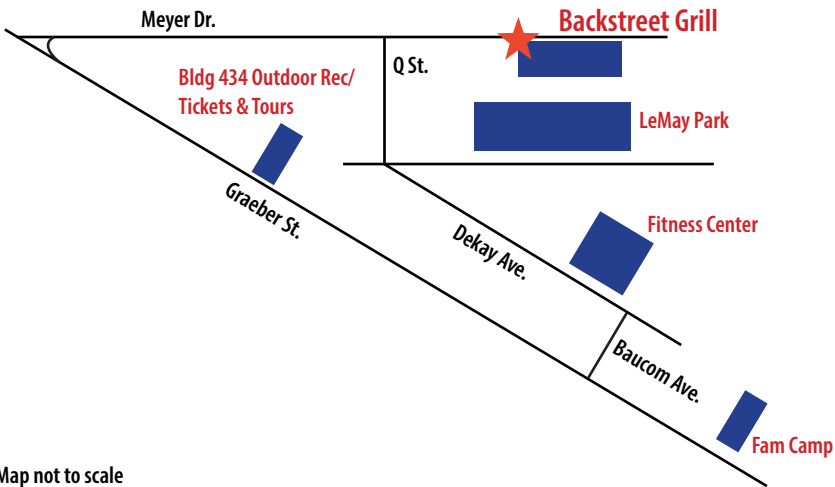 Meyer Dr.
Backstreet Grill
Q St.
Bldg 434 Outdoor Rec/
Tickets & Tours
LeMay Park
Graeber St.
Fitness Center
Dekay Ave.
Baucom Ave.
Fam Camp
Map not to scale